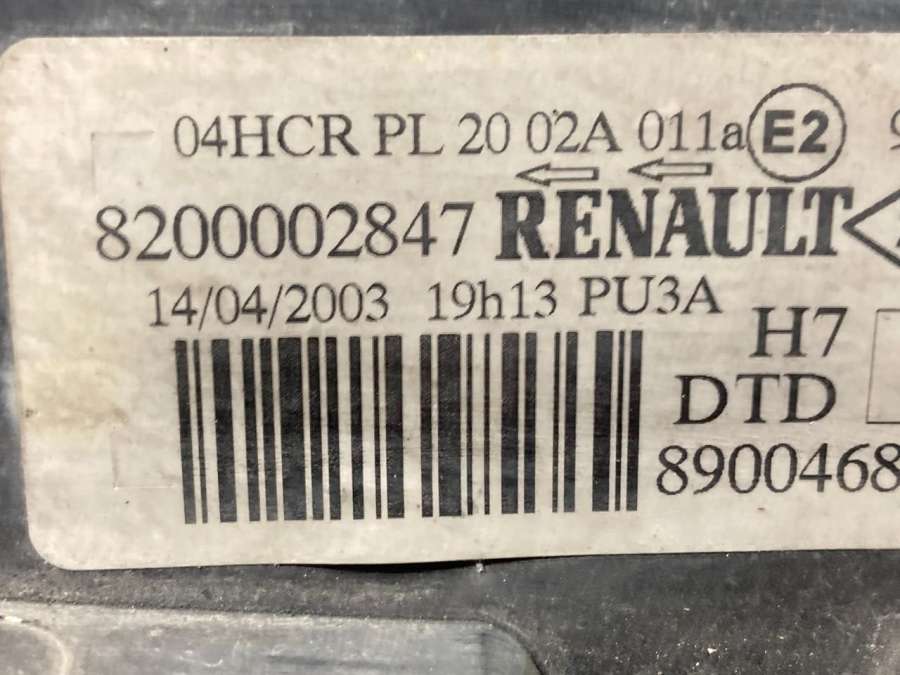 04HCR PL 20 02A 011a E2
8200002847 RENAULT
14/04/2003 19h13 PU3A
H7
DTD
8900468